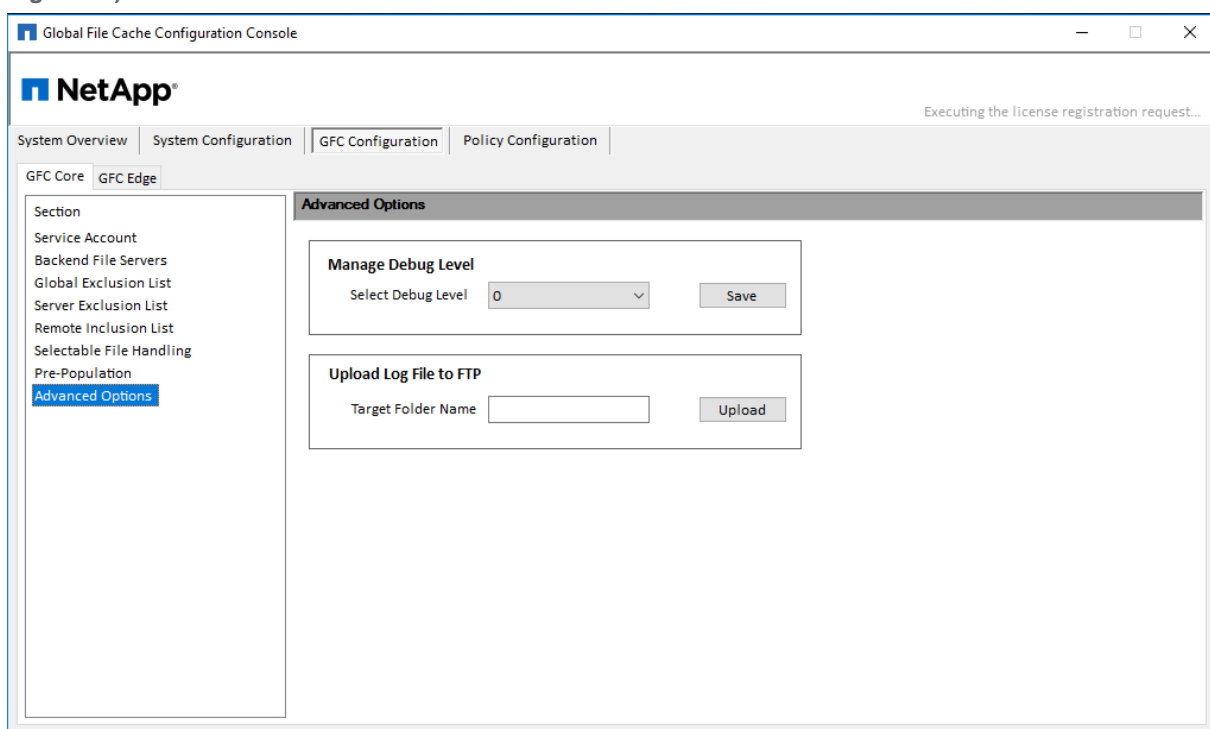 Global File Cache Configuration Console
NetApp®
Executing the license registration request...
System Overview System Configuration GFC Configuration Policy Configuration
GFC Core GFC Edge
Section
Service Account
Backend File Servers
Global Exclusion List
Server Exclusion List
Remote Inclusion List
Selectable File Handling
Pre-Population
Advanced Options
Advanced Options
Manage Debug Level
Select Debug Level 0 Save
Upload Log File to FTP
Target Folder Name Upload